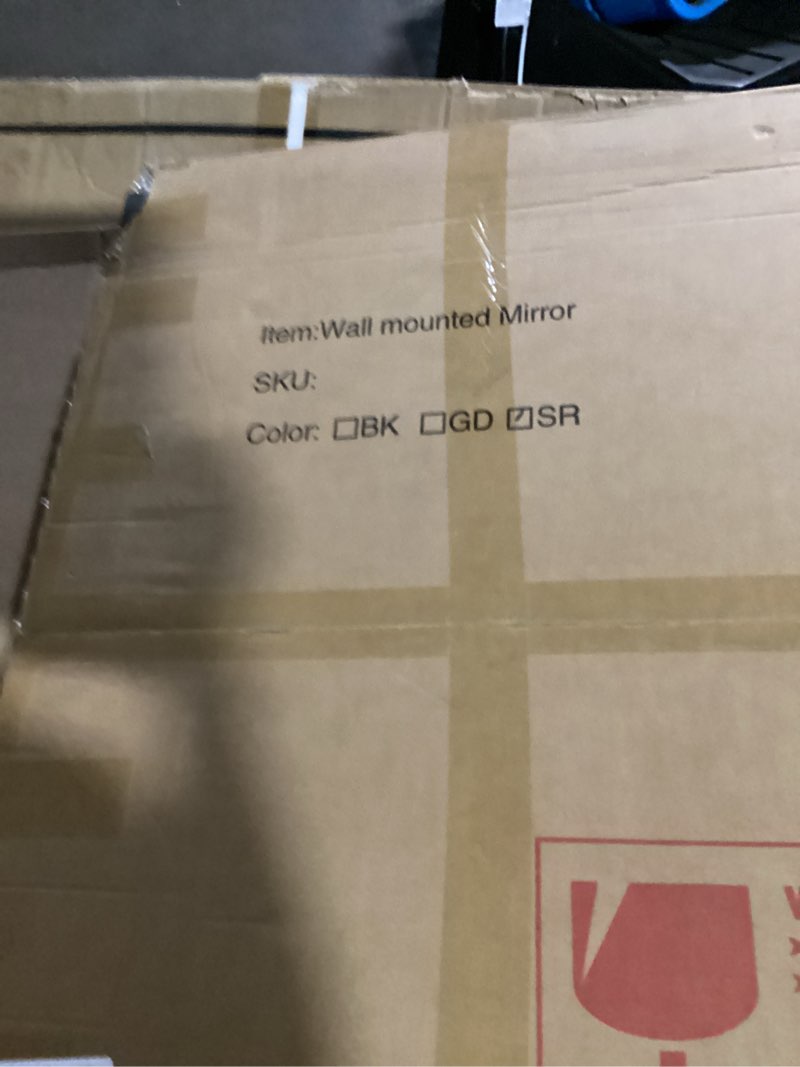 Item:Wall mounted Mirror
SKU:
Color: ☐BK ☐GD ☑SR